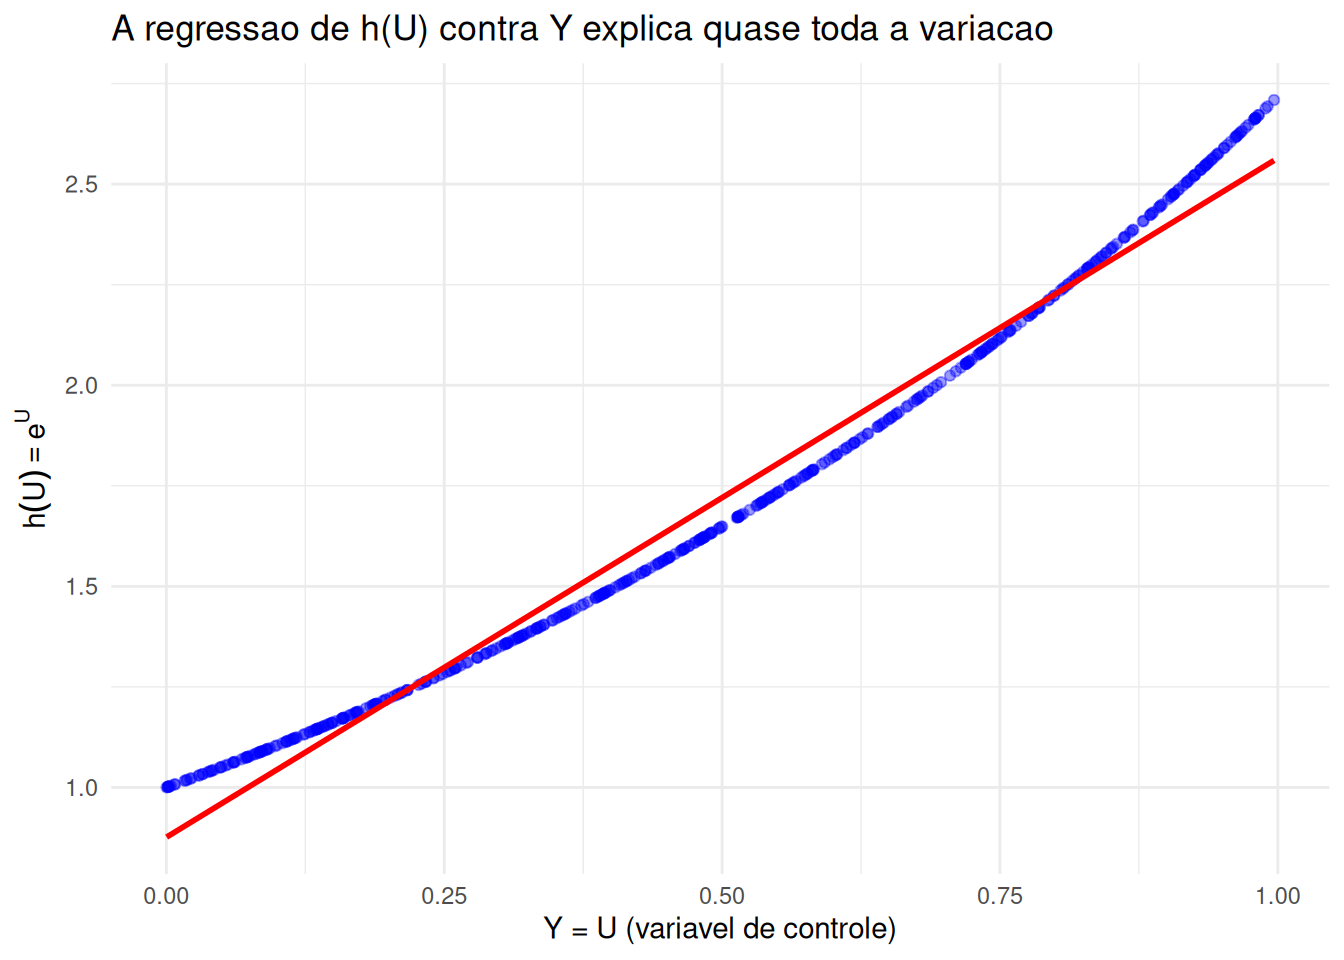 A regressao de h(U) contra Y explica quase toda a variacao
h(U) = e^U
2.5
2.0
1.5
1.0
0.00 0.25 0.50 0.75 1.00
Y = U (variavel de controle)